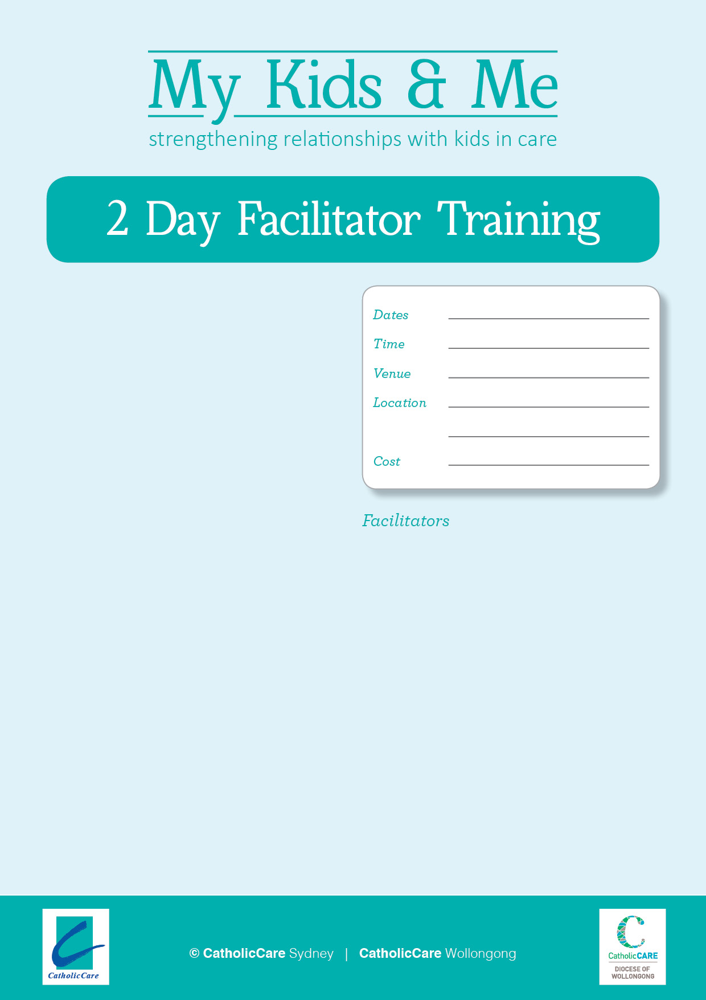 My Kids & Me
strengthening relationships with kids in care
2 Day Facilitator Training
Dates
Time
Venue
Location
Cost
Facilitators
CatholicCare
© CatholicCare Sydney | CatholicCare Wollongong
CatholicCARE
DIOCESE OF
WOLLONGONG